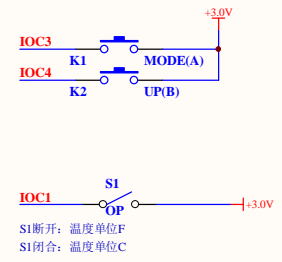 +3.0V
IOC3
K1 MODE(A)
IOC4
K2 UP(B)
S1
IOC1
OP +3.0V
S1断开：温度单位F
S1闭合：温度单位C